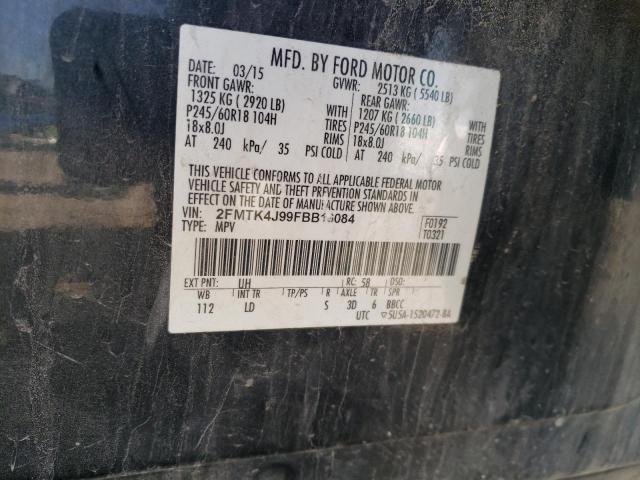 MFD. BY FORD MOTOR CO.
DATE: 03/15 GVWR: 2513 KG ( 5540 LB)
FRONT GAWR: REAR GAWR:
1325 KG ( 2920 LB) WITH 1207 KG ( 2660 LB) WITH
P245/60R18 104H TIRES P245/60R18 104H TIRES
18x8.0J RIMS 18x8.0J RIMS
AT 240 kPa/ 35 PSI COLD AT 240 kPa/ 35 PSI COLD
THIS VEHICLE CONFORMS TO ALL APPLICABLE FEDERAL MOTOR
VEHICLE SAFETY AND THEFT PREVENTION STANDARDS IN
EFFECT ON THE DATE OF MANUFACTURE SHOWN ABOVE.
VIN: F0192
TYPE: MPV T0321
EXT PNT: UH RC: 58 DSO:
WB INT TR TP/PS R AXLE TR SPR
112 LD S 3D 6 BBCC
UTC ▽5U5A-1520472-BA